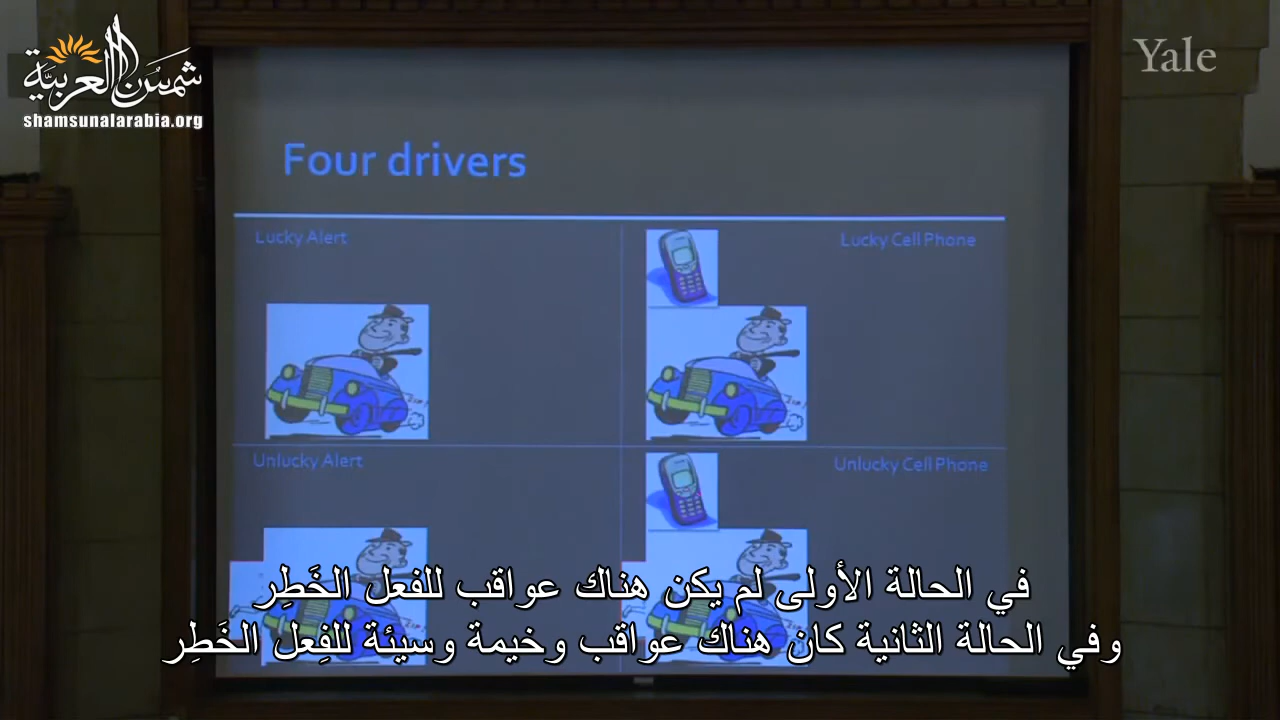 شمس العربية
shamsunalarabia.org
Yale
Four drivers
Lucky Alert
Lucky Cell Phone
Unlucky Alert
Unlucky Cell Phone
في الحالة الأولى لم يكن هناك عواقب للفعل الخَطِر
وفي الحالة الثانية كان هناك عواقب وخيمة وسيئة للفِعل الخَطِر